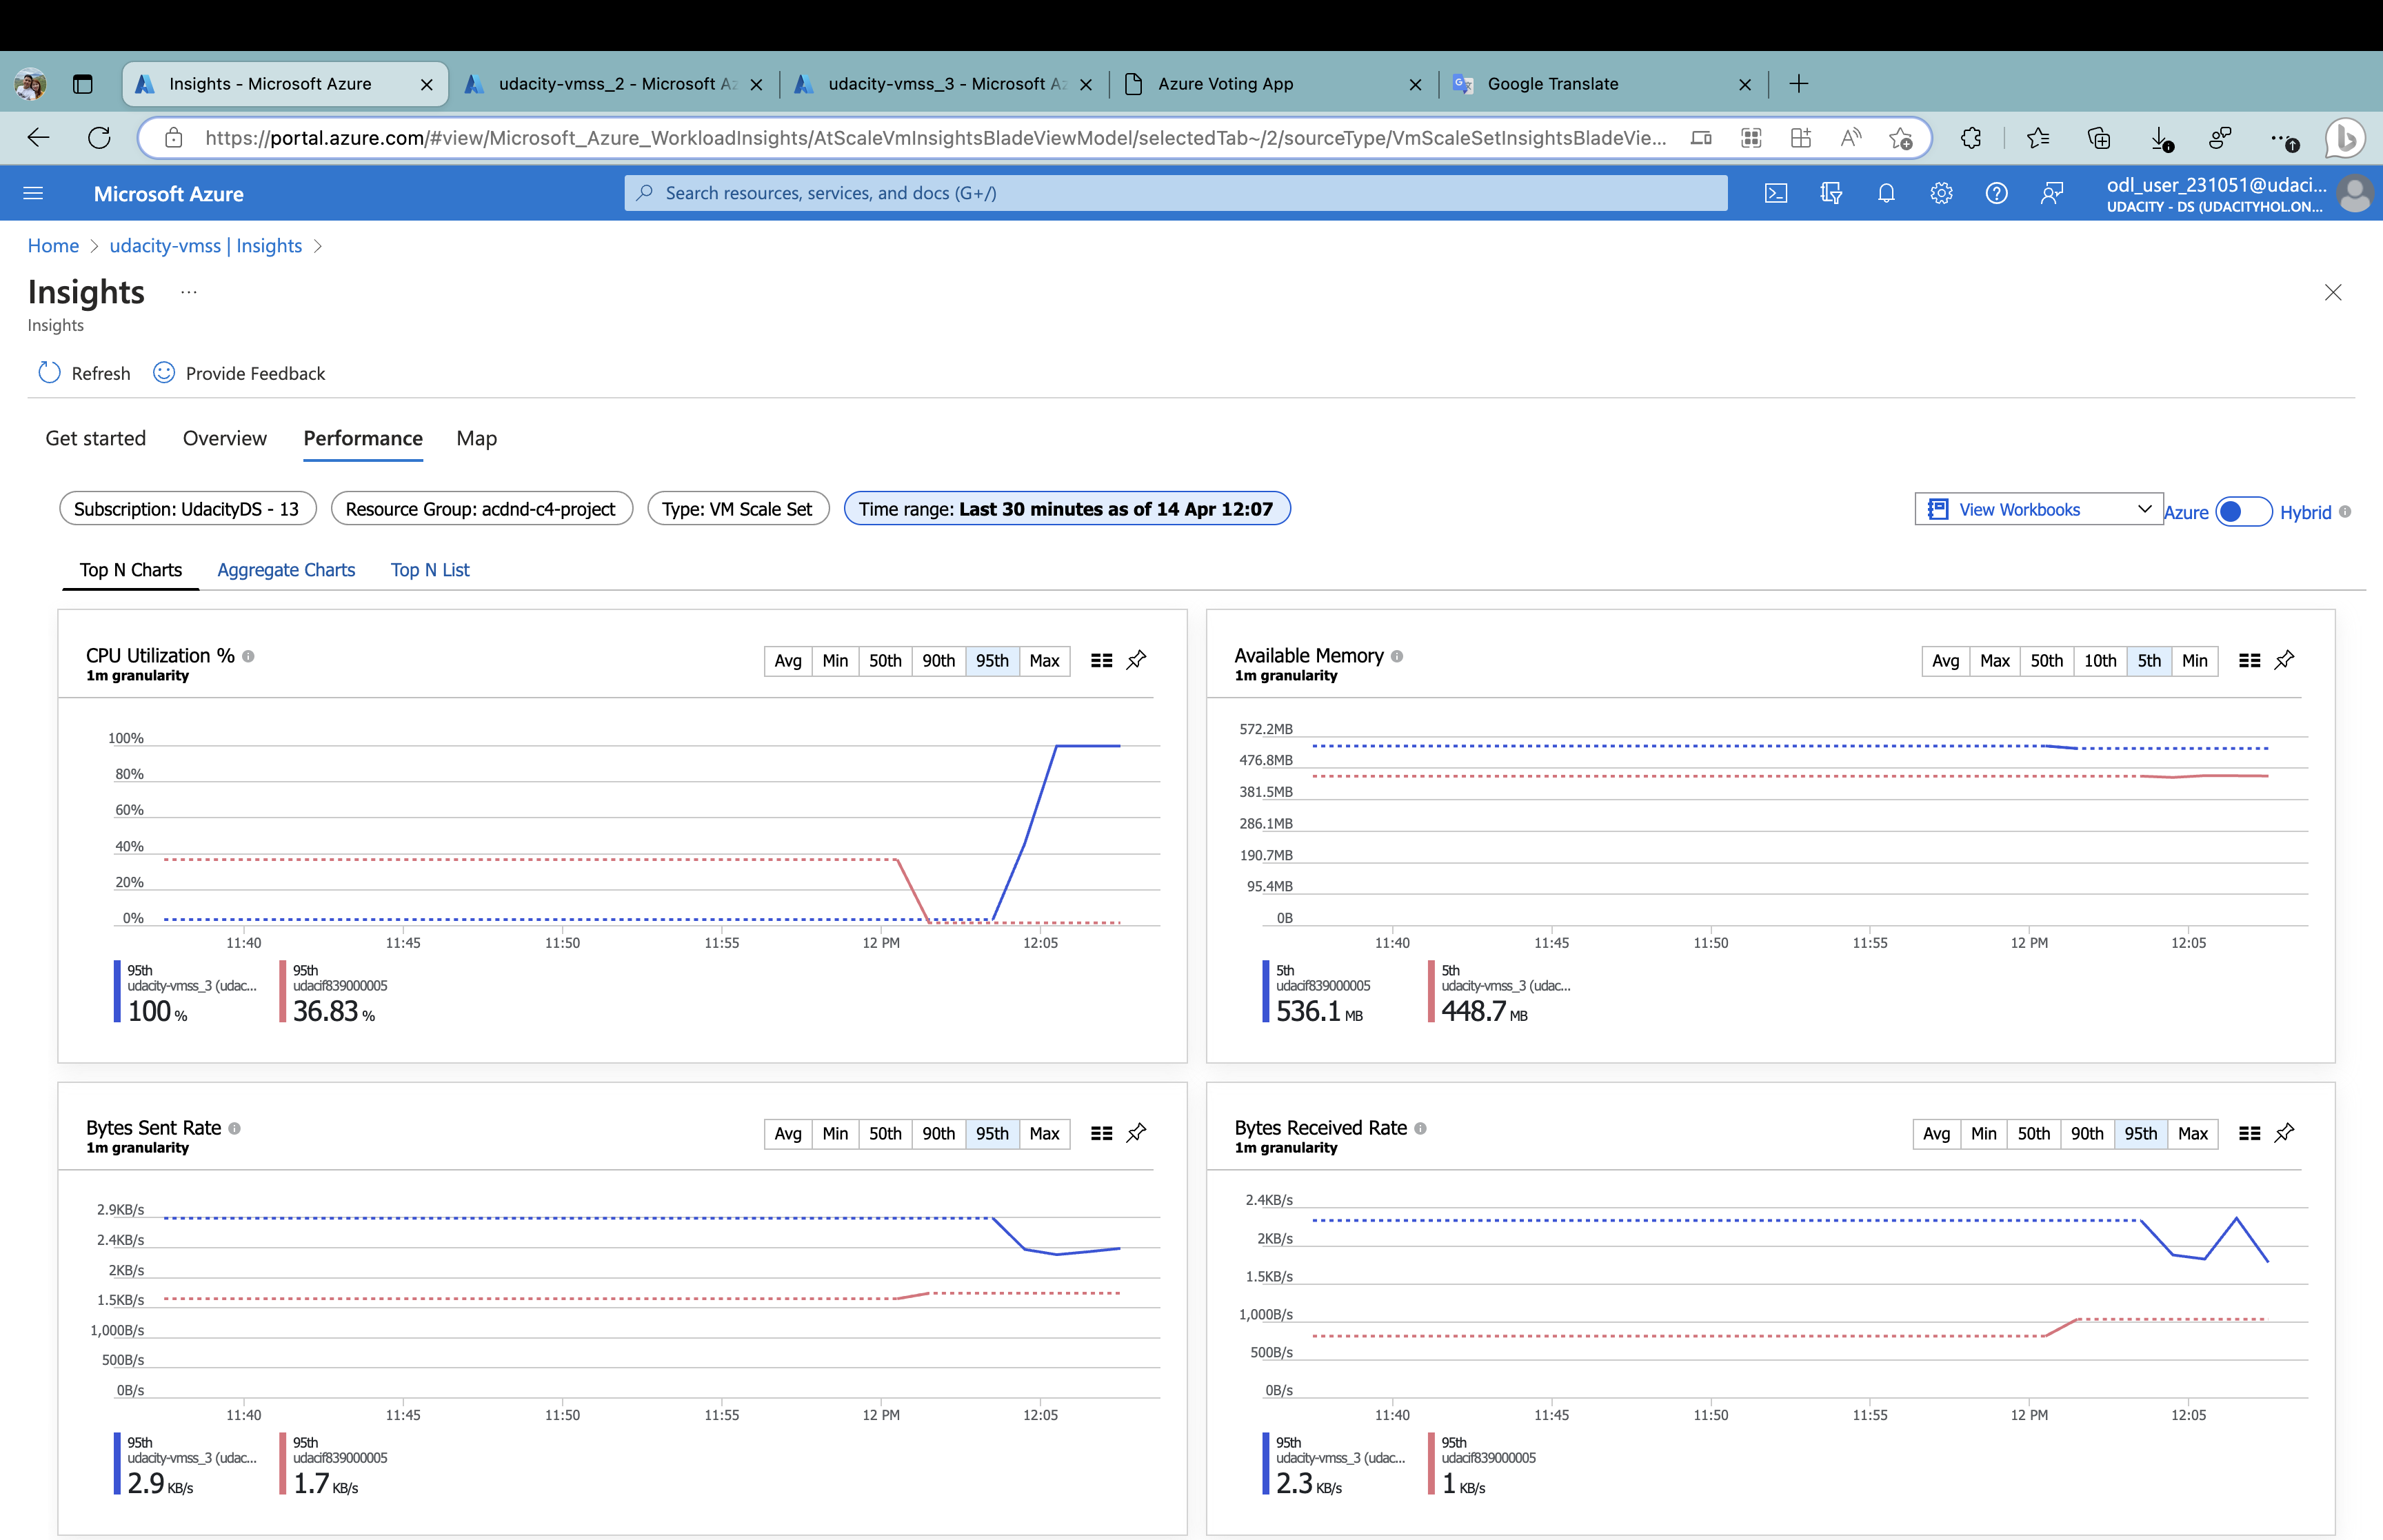 Insights - Microsoft Azure
udacity-vmss_2 - Microsoft Az
udacity-vmss_3 - Microsoft Az
Azure Voting App
Google Translate
https://portal.azure.com/#view/Microsoft_Azure_WorkloadInsights/AtScaleVmInsightsBladeViewModel/selectedTab~/2/sourceType/VmScaleSetInsightsBladeVie...
Microsoft Azure
Search resources, services, and docs (G+/)
odl_user_231051@udaci...
UDACITY - DS (UDACITYHOL.ON...
Home > udacity-vmss | Insights >
Insights ...
Insights
Refresh Provide Feedback
Get started Overview Performance Map
Subscription: UdacityDS - 13 Resource Group: acdnd-c4-project Type: VM Scale Set Time range: Last 30 minutes as of 14 Apr 12:07
View Workbooks
Azure Hybrid
Top N Charts Aggregate Charts Top N List
CPU Utilization %
1m granularity
Avg Min 50th 90th 95th Max
100%
80%
60%
40%
20%
0%
11:40 11:45 11:50 11:55 12 PM 12:05
95th
udacity-vmss_3 (udac...
100 %
95th
udacif839000005
36.83 %
Available Memory
1m granularity
Avg Max 50th 10th 5th Min
572.2MB
476.8MB
381.5MB
286.1MB
190.7MB
95.4MB
0B
11:40 11:45 11:50 11:55 12 PM 12:05
5th
udacif839000005
536.1 MB
5th
udacity-vmss_3 (udac...
448.7 MB
Bytes Sent Rate
1m granularity
Avg Min 50th 90th 95th Max
2.9KB/s
2.4KB/s
2KB/s
1.5KB/s
1,000B/s
500B/s
0B/s
11:40 11:45 11:50 11:55 12 PM 12:05
95th
udacity-vmss_3 (udac...
2.9 KB/s
95th
udacif839000005
1.7 KB/s
Bytes Received Rate
1m granularity
Avg Min 50th 90th 95th Max
2.4KB/s
2KB/s
1.5KB/s
1,000B/s
500B/s
0B/s
11:40 11:45 11:50 11:55 12 PM 12:05
95th
udacity-vmss_3 (udac...
2.3 KB/s
95th
udacif839000005
1 KB/s